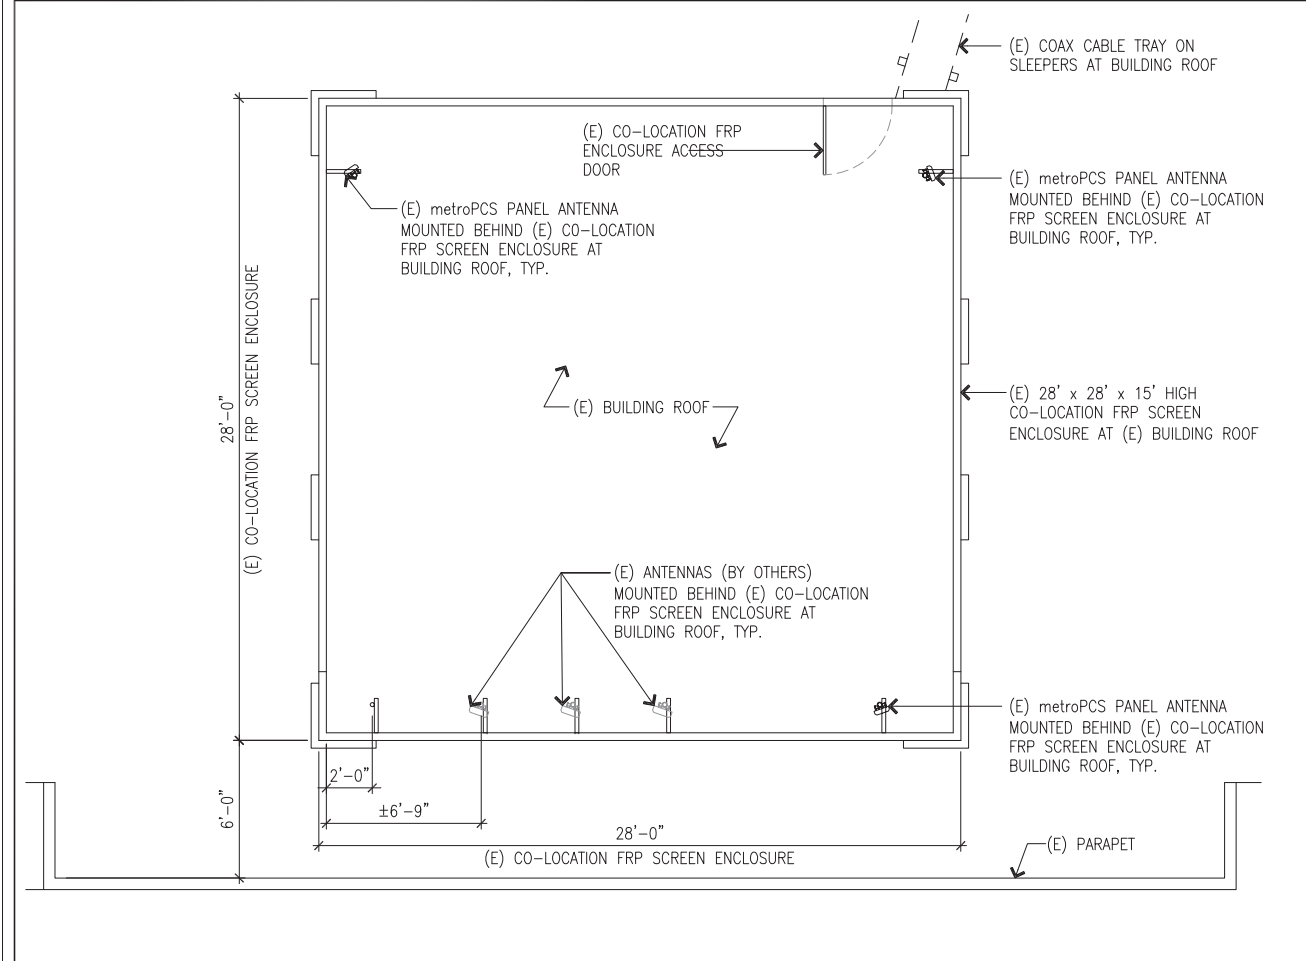 (E) COAX CABLE TRAY ON
SLEEPERS AT BUILDING ROOF
(E) CO-LOCATION FRP
ENCLOSURE ACCESS
DOOR
(E) metroPCS PANEL ANTENNA
MOUNTED BEHIND (E) CO-LOCATION
FRP SCREEN ENCLOSURE AT
BUILDING ROOF, TYP.
(E) metroPCS PANEL ANTENNA
MOUNTED BEHIND (E) CO-LOCATION
FRP SCREEN ENCLOSURE AT
BUILDING ROOF, TYP.
28'-0"
(E) CO-LOCATION FRP SCREEN ENCLOSURE
(E) BUILDING ROOF
(E) 28' x 28' x 15' HIGH
CO-LOCATION FRP SCREEN
ENCLOSURE AT (E) BUILDING ROOF
(E) ANTENNAS (BY OTHERS)
MOUNTED BEHIND (E) CO-LOCATION
FRP SCREEN ENCLOSURE AT
BUILDING ROOF, TYP.
(E) metroPCS PANEL ANTENNA
MOUNTED BEHIND (E) CO-LOCATION
FRP SCREEN ENCLOSURE AT
BUILDING ROOF, TYP.
2'-0"
6'-0"
±6'-9"
28'-0"
(E) CO-LOCATION FRP SCREEN ENCLOSURE
(E) PARAPET